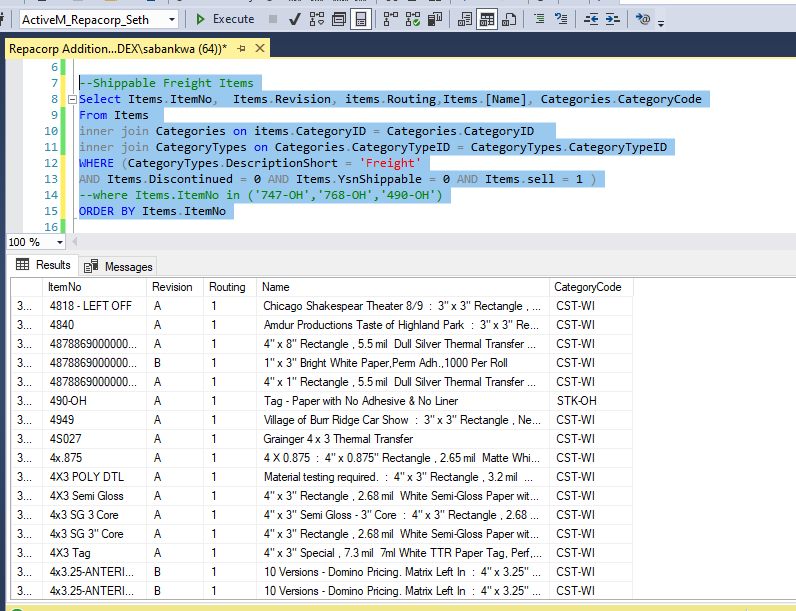 ActiveM_Repacorp_Seth Execute
Repacorp Addition...DEX\sabankwa (64))*
6
7 --Shippable Freight Items
8 Select Items.ItemNo, Items.Revision, items.Routing,Items.[Name], Categories.CategoryCode
9 From Items
10 inner join Categories on items.CategoryID = Categories.CategoryID
11 inner join CategoryTypes on Categories.CategoryTypeID = CategoryTypes.CategoryTypeID
12 WHERE (CategoryTypes.DescriptionShort = 'Freight'
13 AND Items.Discontinued = 0 AND Items.YsnShippable = 0 AND Items.sell = 1 )
14 --where Items.ItemNo in ('747-OH','768-OH','490-OH')
15 ORDER BY Items.ItemNo
16
100 %
Results Messages
ItemNo Revision Routing Name CategoryCode
3... 4818 - LEFT OFF A 1 Chicago Shakespear Theater 8/9 : 3" x 3" Rectangle , ... CST-WI
3... 4840 A 1 Amdur Productions Taste of Highland Park : 3" x 3" Re... CST-WI
3... 4878869000000... A 1 4" x 8" Rectangle , 5.5 mil Dull Silver Thermal Transfer ... CST-WI
3... 4878869000000... B 1 1" x 3" Bright White Paper,Perm Adh.,1000 Per Roll CST-WI
3... 4878869000000... A 1 4" x 1" Rectangle , 5.5 mil Dull Silver Thermal Transfer ... CST-WI
3... 490-OH A 1 Tag - Paper with No Adhesive & No Liner STK-OH
3... 4949 A 1 Village of Burr Ridge Car Show : 3" x 3" Rectangle , Ne... CST-WI
3... 4S027 A 1 Grainger 4 x 3 Thermal Transfer CST-WI
3... 4x.875 A 1 4 X 0.875 : 4" x 0.875" Rectangle , 2.65 mil Matte Whi... CST-WI
3... 4X3 POLY DTL A 1 Material testing required. : 4" x 3" Rectangle , 3.2 mil ... CST-WI
3... 4X3 Semi Gloss A 1 4" x 3" Rectangle , 2.68 mil White Semi-Gloss Paper wit... CST-WI
3... 4x3 SG 3 Core A 1 4" x 3" Semi Gloss - 3" Core : 4" x 3" Rectangle , 2.68 ... CST-WI
3... 4x3 SG 3" Core A 1 4" x 3" Rectangle , 2.68 mil White Semi-Gloss Paper wit... CST-WI
3... 4X3 Tag A 1 4" x 3" Special , 7.3 mil 7ml White TTR Paper Tag, Perf,... CST-WI
3... 4x3.25-ANTERI... B 1 10 Versions - Domino Pricing. Matrix Left In : 4" x 3.25" ... CST-WI
3... 4x3.25-ANTERI... B 1 10 Versions - Domino Pricing. Matrix Left In : 4" x 3.25" ... CST-WI